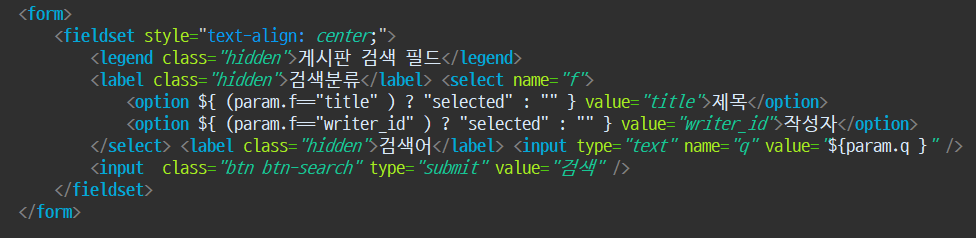 <form>
<fieldset style="text-align: center;">
<legend class="hidden">게시판 검색 필드</legend>
<label class="hidden">검색분류</label> <select name="f">
<option ${ (param.f=="title" ) ? "selected" : "" } value="title">제목</option>
<option ${ (param.f=="writer_id" ) ? "selected" : "" } value="writer_id">작성자</option>
</select> <label class="hidden">검색어</label> <input type="text" name="q" value="${param.q }" />
<input  class="btn btn-search" type="submit" value="검색" />
</fieldset>
</form>